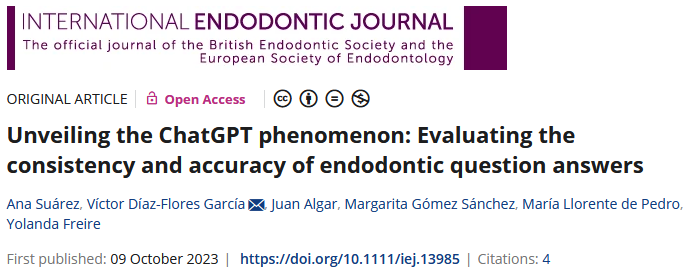 INTERNATIONAL ENDODONTIC JOURNAL
The official journal of the British Endodontic Society and the
European Society of Endodontology
ORIGINAL ARTICLE Open Access
Unveiling the ChatGPT phenomenon: Evaluating the
consistency and accuracy of endodontic question answers
Ana Suárez, Víctor Díaz-Flores García, Juan Algar, Margarita Gómez Sánchez, María Llorente de Pedro,
Yolanda Freire
First published: 09 October 2023 | https://doi.org/10.1111/iej.13985 | Citations: 4